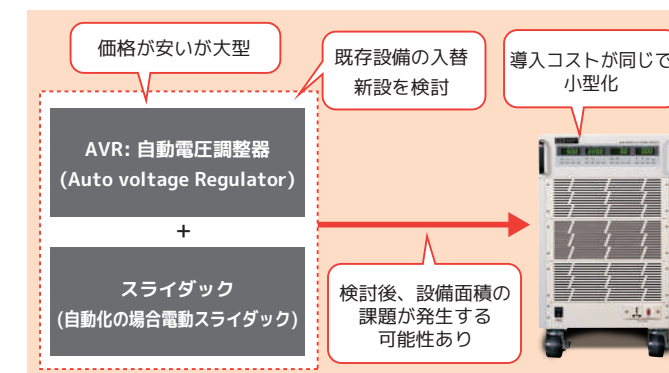 価格が安いが大型
既存設備の入替
新設を検討
導入コストが同じで
小型化
AVR: 自動電圧調整器
(Auto voltage Regulator)
+
スライダック
(自動化の場合電動スライダック)
検討後、設備面積の
課題が発生する
可能性あり